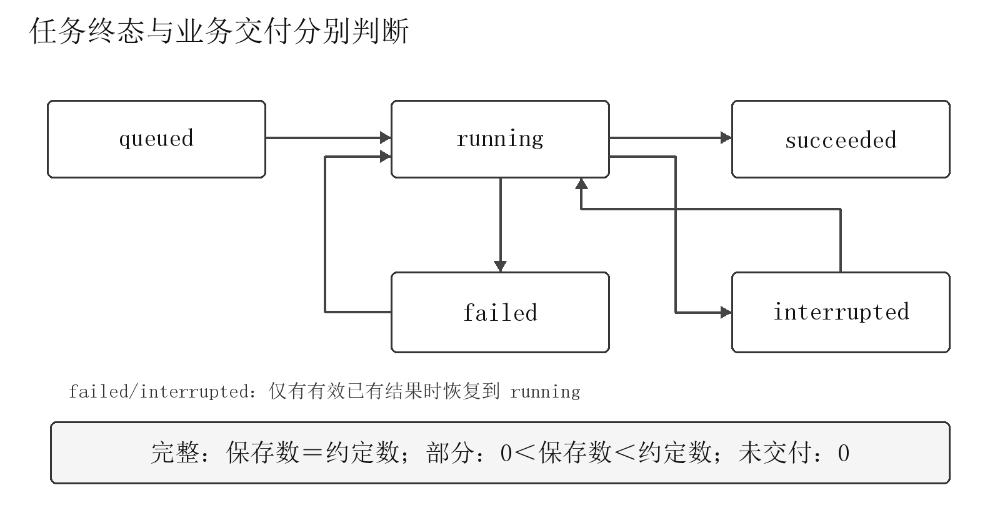 任务终态与业务交付分别判断
queued
running
succeeded
failed
interrupted
failed/interrupted：仅有有效已有结果时恢复到 running
完整：保存数＝约定数；部分：0＜保存数＜约定数；未交付：0